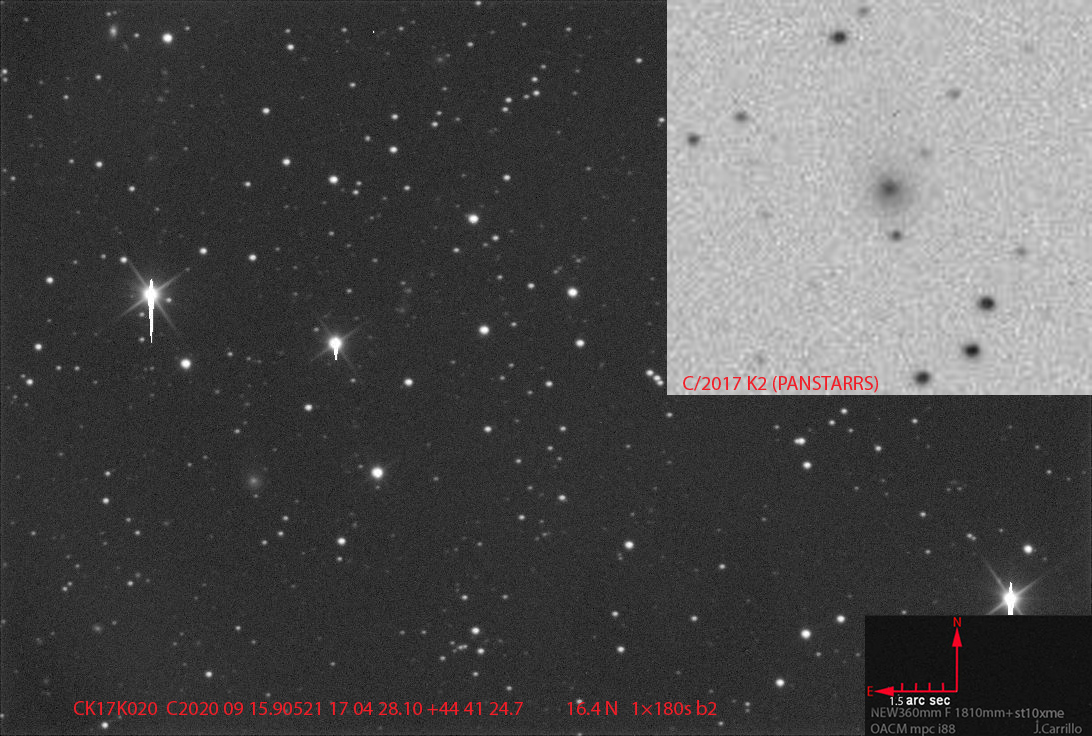 C/2017 K2 (PANSTARRS)
N
E
1.5 arc sec
CK17K020 C2020 09 15.90521 17 04 28.10 +44 41 24.7 16.4 N 1×180s b2
NEW360mm F 1810mm+st10xme
OACM mpc i88 J.Carrillo